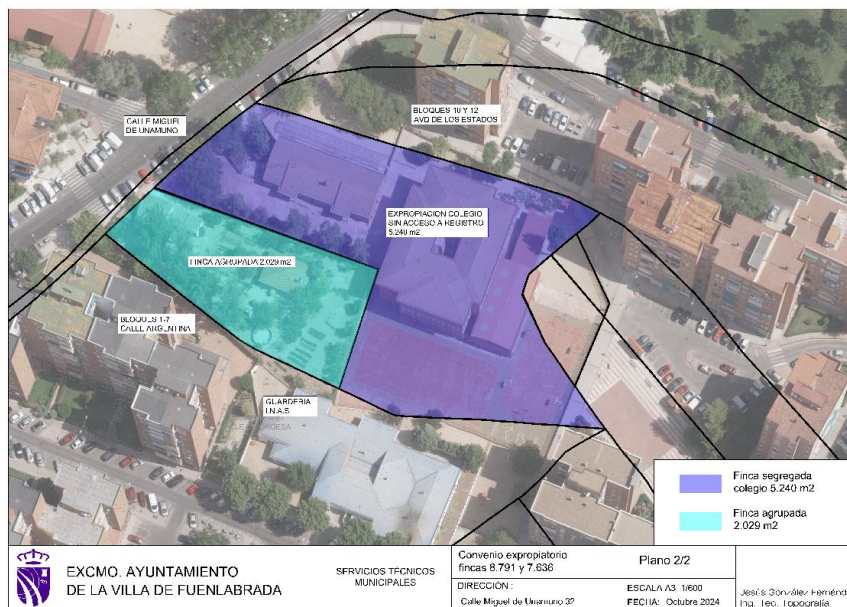 BLOQUES 10 Y 12
AVD DE LOS ESTADOS
CALLE MIGUEL
DE UNAMUNO
EXPROPIACION COLEGIO
SIN ACCESO A REGISTRO
5.240 m2
FINCA AGRUPADA 2.029 m2
BLOQUES 1-7
CALLE ARGENTINA
GUARDERIA
I.N.A.S
Finca segregada
colegio 5.240 m2
Finca agrupada
2.029 m2
EXCMO. AYUNTAMIENTO
DE LA VILLA DE FUENLABRADA
SERVICIOS TÉCNICOS
MUNICIPALES
Convenio expropiatorio
fincas 8.791 y 7.636
Plano 2/2
DIRECCIÓN :
Calle Miguel de Unamuno 32
ESCALA A3 1/600
FECHA: Octubre 2024
Jesús González
Ing. Tec. Topografía